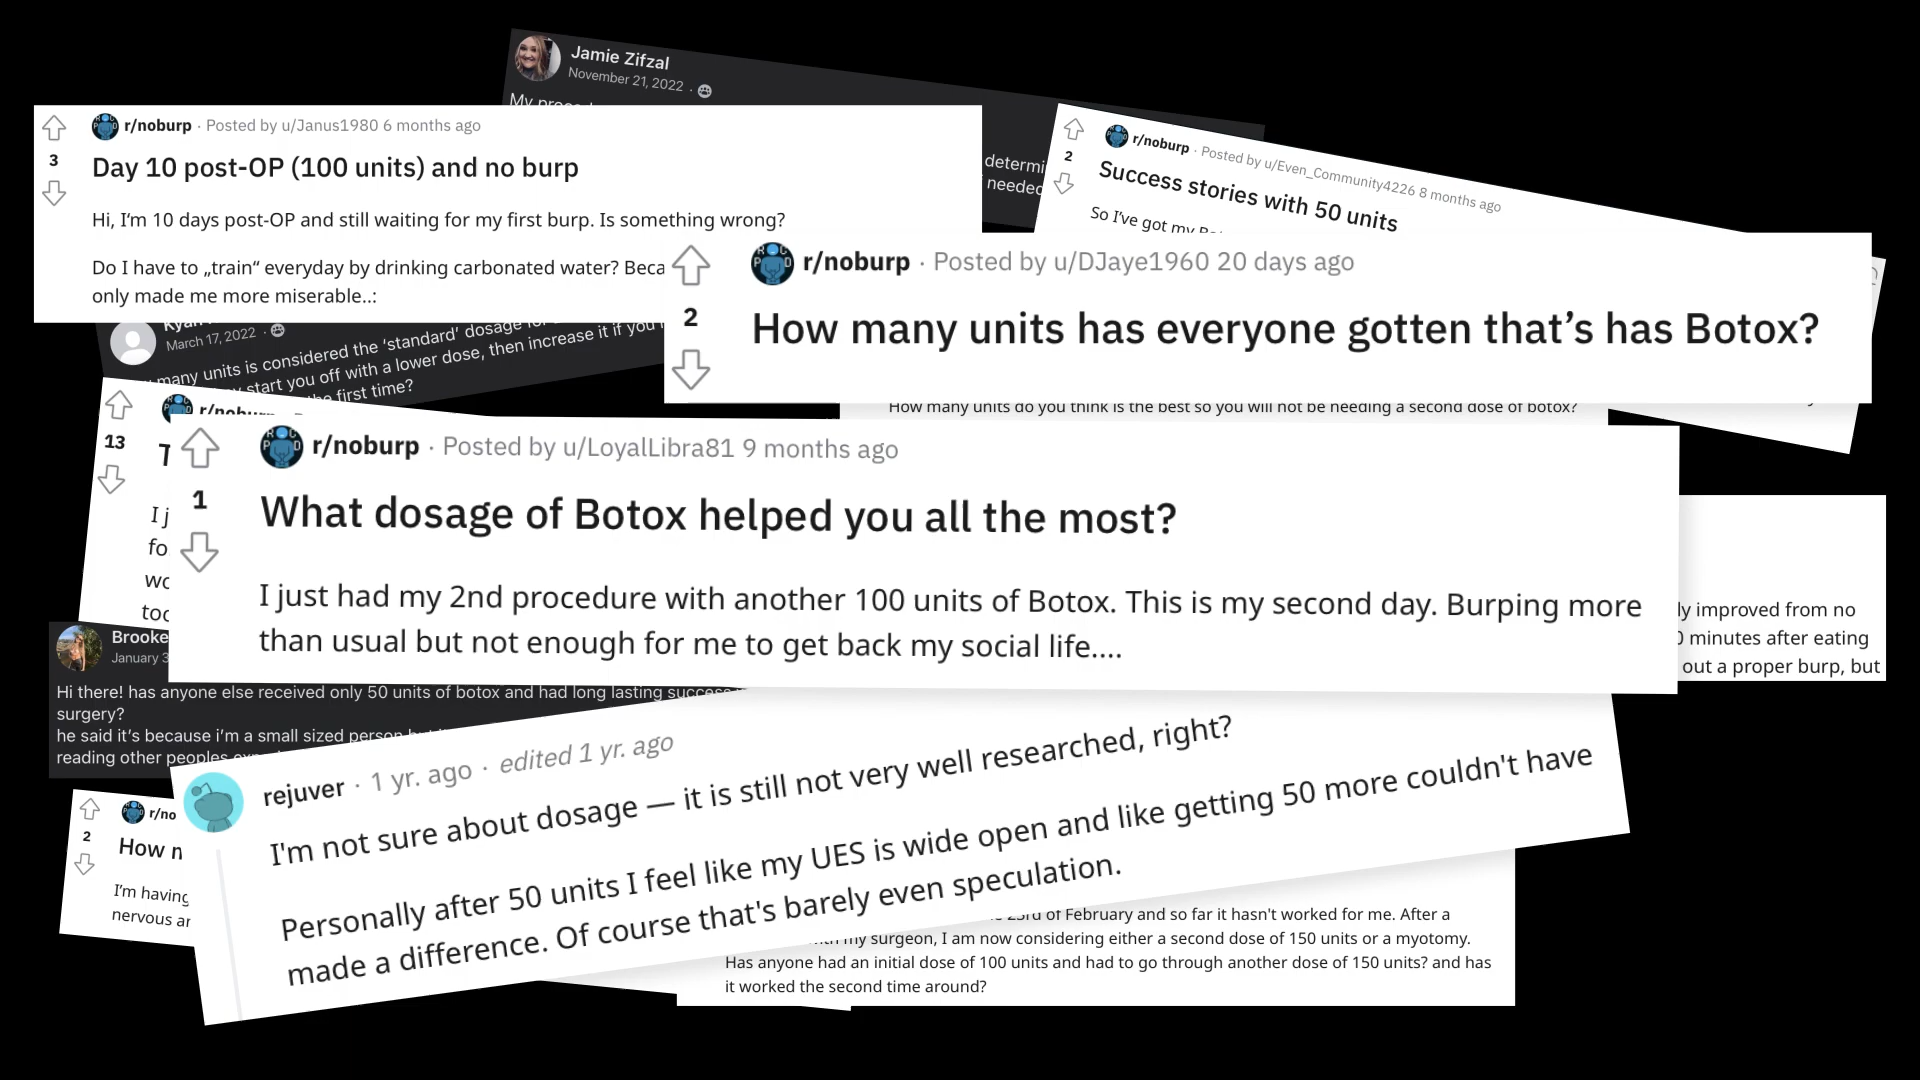 Jamie Zifzal
November 21, 2022 ·
My
r/noburp · Posted by u/Janus1980 6 months ago
3
Day 10 post-OP (100 units) and no burp
Hi, I‘m 10 days post-OP and still waiting for my first burp. Is something wrong?
Do I have to „train“ everyday by drinking carbonated water?
only made me more miserable..:
needed
r/noburp · Posted by u/Even_Community4226 8 months ago
2
Success stories with 50 units
So I’ve got my
r/noburp · Posted by u/DJaye1960 20 days ago
2
How many units has everyone gotten that’s has Botox?
March 17, 2022 ·
many units is considered the ‘standard’ dosage
start you off with a lower dose, then increase it if you
the first time?
How many units do you think is the best so you will not be needing a second dose of botox?
13
r/noburp · Posted by u/LoyalLibra81 9 months ago
1
What dosage of Botox helped you all the most?
I just had my 2nd procedure with another 100 units of Botox. This is my second day. Burping more
than usual but not enough for me to get back my social life....
I j
fo
wo
too
improved from no
minutes after eating
out a proper burp, but
Brooke
January 3
Hi there! has anyone else received only 50 units of botox and had long lasting success
surgery?
he said it’s because i’m a small sized person
reading other peoples
rejuver · 1 yr. ago · edited 1 yr. ago
I'm not sure about dosage — it is still not very well researched, right?
Personally after 50 units I feel like my UES is wide open and like getting 50 more couldn't have
made a difference. Of course that's barely even speculation.
r/no
2
How
I’m having
nervous
23rd of February and so far it hasn't worked for me. After a
my surgeon, I am now considering either a second dose of 150 units or a myotomy.
Has anyone had an initial dose of 100 units and had to go through another dose of 150 units? and has
it worked the second time around?